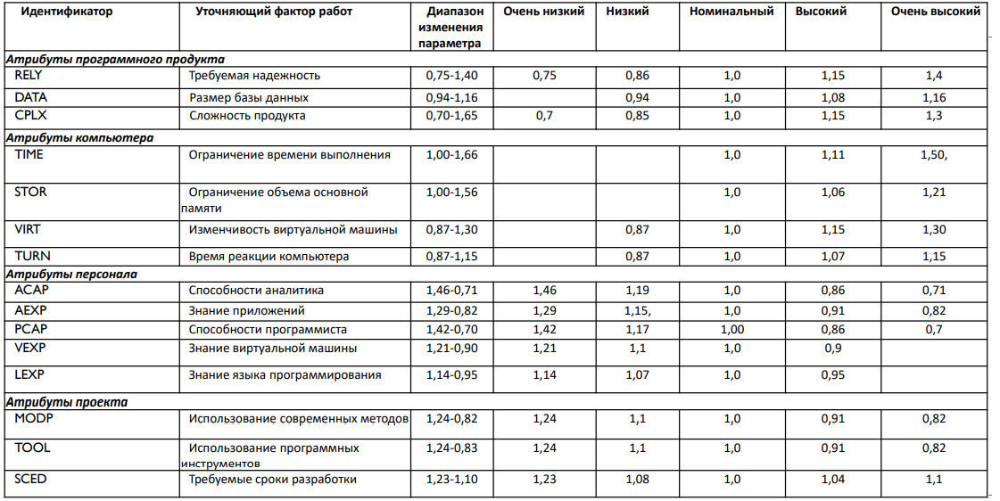 Идентификатор Уточняющий фактор работ Диапазон Очень низкий Низкий Номинальный Высокий Очень высокий
изменения
параметра
Атрибуты программного продукта
RELY Требуемая надежность 0,75-1,40 0,75 0,86 1,0 1,15 1,4
DATA Размер базы данных 0,94-1,16 0,94 1,0 1,08 1,16
CPLX Сложность продукта 0,70-1,65 0,7 0,85 1,0 1,15 1,3
Атрибуты компьютера
TIME Ограничение времени выполнения 1,00-1,66 1,0 1,11 1,50,
STOR Ограничение объема основной 1,00-1,56 1,0 1,06 1,21
памяти
VIRT Изменчивость виртуальной машины 0,87-1,30 0,87 1,0 1,15 1,30
TURN Время реакции компьютера 0,87-1,15 0,87 1,0 1,07 1,15
Атрибуты персонала
ACAP Способности аналитика 1,46-0,71 1,46 1,19 1,0 0,86 0,71
AEXP Знание приложений 1,29-0,82 1,29 1,15, 1,0 0,91 0,82
PCAP Способности программиста 1,42-0,70 1,42 1,17 1,00 0,86 0,7
VEXP Знание виртуальной машины 1,21-0,90 1,21 1,1 1,0 0,9
LEXP Знание языка программирования 1,14-0,95 1,14 1,07 1,0 0,95
Атрибуты проекта
MODP Использование современных методов 1,24-0,82 1,24 1,1 1,0 0,91 0,82
TOOL Использование программных 1,24-0,83 1,24 1,1 1,0 0,91 0,82
инструментов
SCED Требуемые сроки разработки 1,23-1,10 1,23 1,08 1,0 1,04 1,1